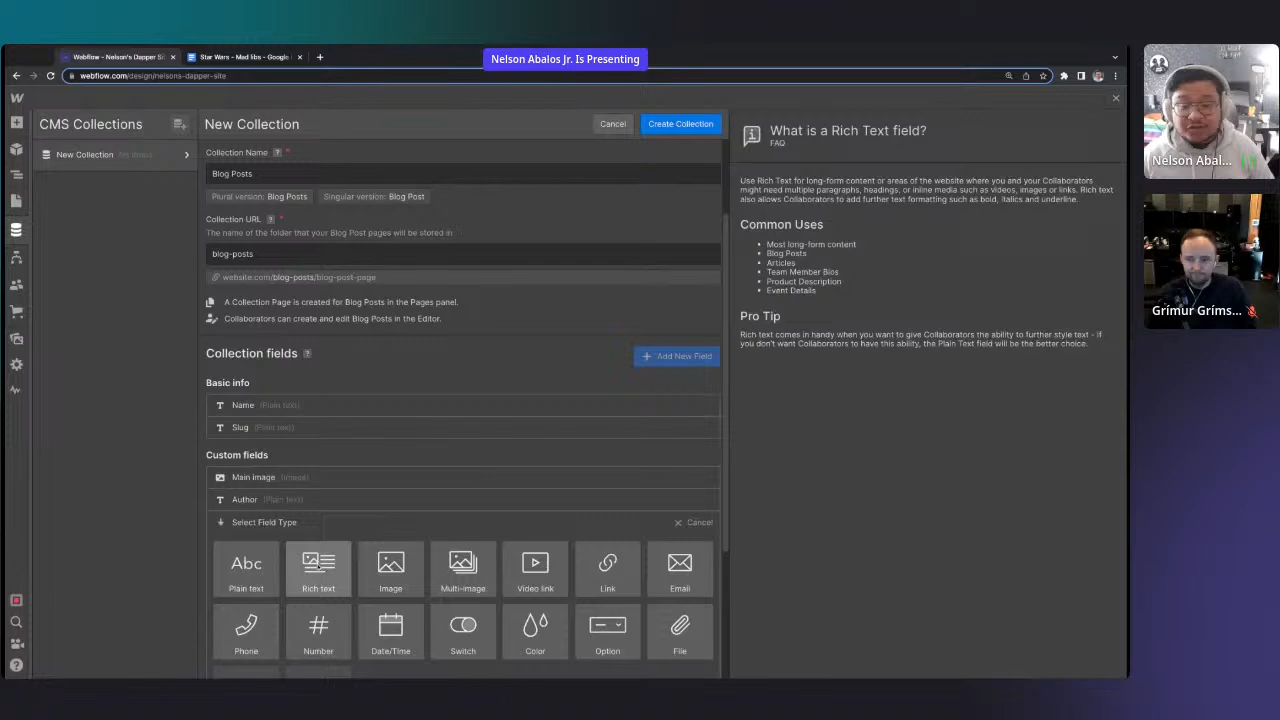 Nelson Abalos Jr. Is Presenting
Webflow - Nelson's Dapper Si
Star Wars - Mad libs - Google
webflow.com/design/nelsons-dapper-site
CMS Collections
New Collection
Cancel
Create Collection
New Collection
Collection Name
Blog Posts
Plural version: Blog Posts
Singular version: Blog Post
Collection URL
The name of the folder that your Blog Post pages will be stored in
blog-posts
website.com/blog-posts/blog-post-page
A Collection Page is created for Blog Posts in the Pages panel.
Collaborators can create and edit Blog Posts in the Editor.
Collection fields
Add New Field
Basic info
Name (Plain text)
Slug (Plain text)
Custom fields
Main image (Image)
Author (Plain text)
Select Field Type
Cancel
Abc
Plain text
Rich text
Image
Multi-image
Video link
Link
Email
Phone
Number
Date/Time
Switch
Color
Option
File
What is a Rich Text field?
FAQ
Use Rich Text for long-form content or areas of the website where you and your Collaborators
might need multiple paragraphs, headings, or inline media such as videos, images or links. Rich text
also allows Collaborators to add further text formatting such as bold, italics and underline.
Common Uses
Most long-form content
Blog Posts
Articles
Team Member Bios
Product Description
Event Details
Pro Tip
Rich text comes in handy when you want to give Collaborators the ability to further style text - if
you don't want Collaborators to have this ability, the Plain Text field will be the better choice.
Nelson Abal...
Grímur Gríms...